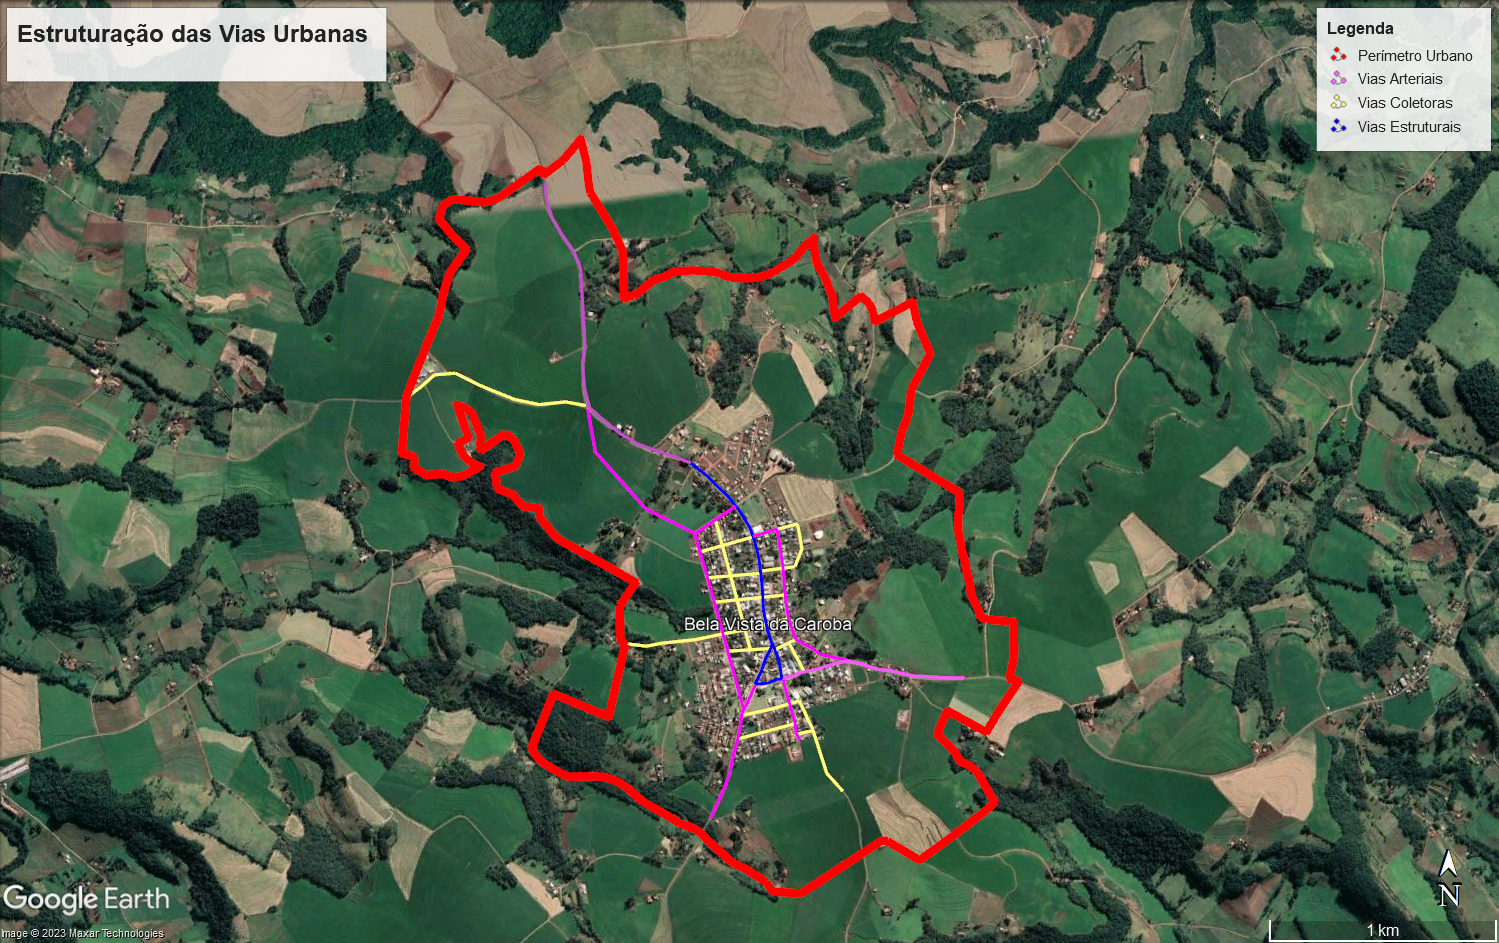 Estruturação das Vias Urbanas
Legenda
Perímetro Urbano
Vias Arteriais
Vias Coletoras
Vias Estruturais
Bela Vista da Caroba
Google Earth
Image © 2023 Maxar Technologies
N
1 km